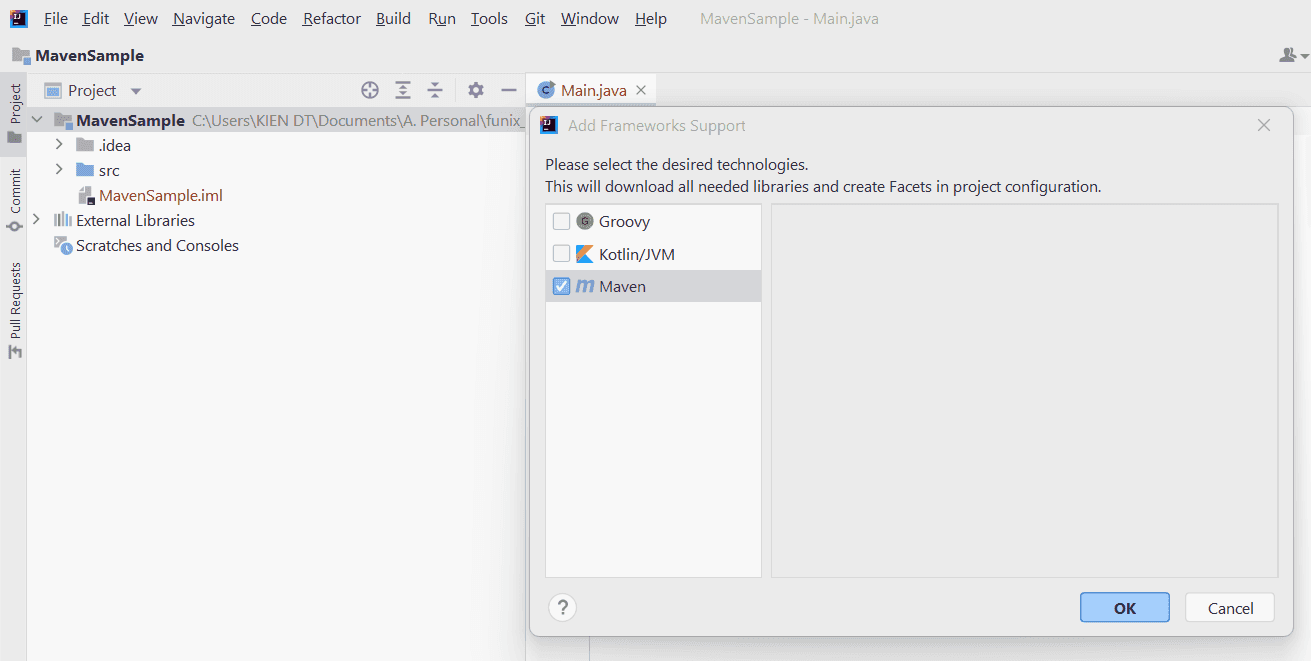 File Edit View Navigate Code Refactor Build Run Tools Git Window Help MavenSample - Main.java
MavenSample
Project
Commit
Pull Requests
Project
MavenSample C:\Users\KIEN DT\Documents\A. Personal\funix_
.idea
src
MavenSample.iml
External Libraries
Scratches and Consoles
Main.java
Add Frameworks Support
Please select the desired technologies.
This will download all needed libraries and create Facets in project configuration.
Groovy
Kotlin/JVM
Maven
?
OK Cancel